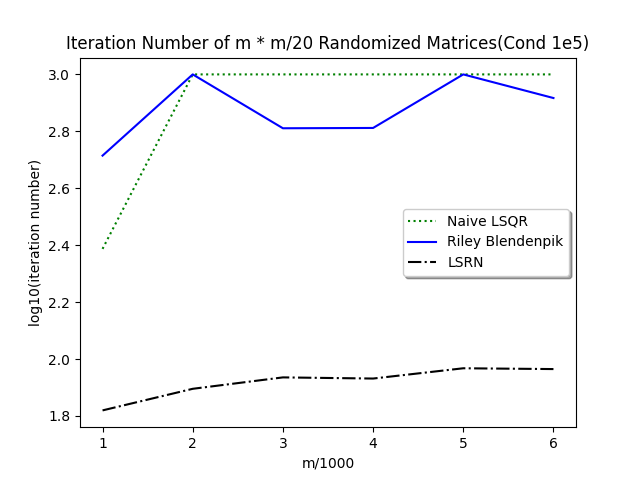 Iteration Number of m * m/20 Randomized Matrices(Cond 1e5)
3.0
2.8
2.6
2.4
2.2
2.0
1.8
log10(iteration number)
Naive LSQR
Riley Blendenpik
LSRN
1 2 3 4 5 6
m/1000